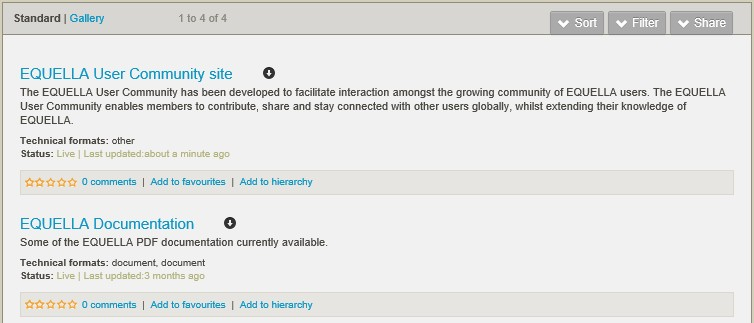 Standard | Gallery 1 to 4 of 4 Sort Filter Share
EQUELLA User Community site
The EQUELLA User Community has been developed to facilitate interaction amongst the growing community of EQUELLA users. The EQUELLA
User Community enables members to contribute, share and stay connected with other users globally, whilst extending their knowledge of
EQUELLA.
Technical formats: other
Status: Live | Last updated:about a minute ago
0 comments | Add to favourites | Add to hierarchy
EQUELLA Documentation
Some of the EQUELLA PDF documentation currently available.
Technical formats: document, document
Status: Live | Last updated:3 months ago
0 comments | Add to favourites | Add to hierarchy